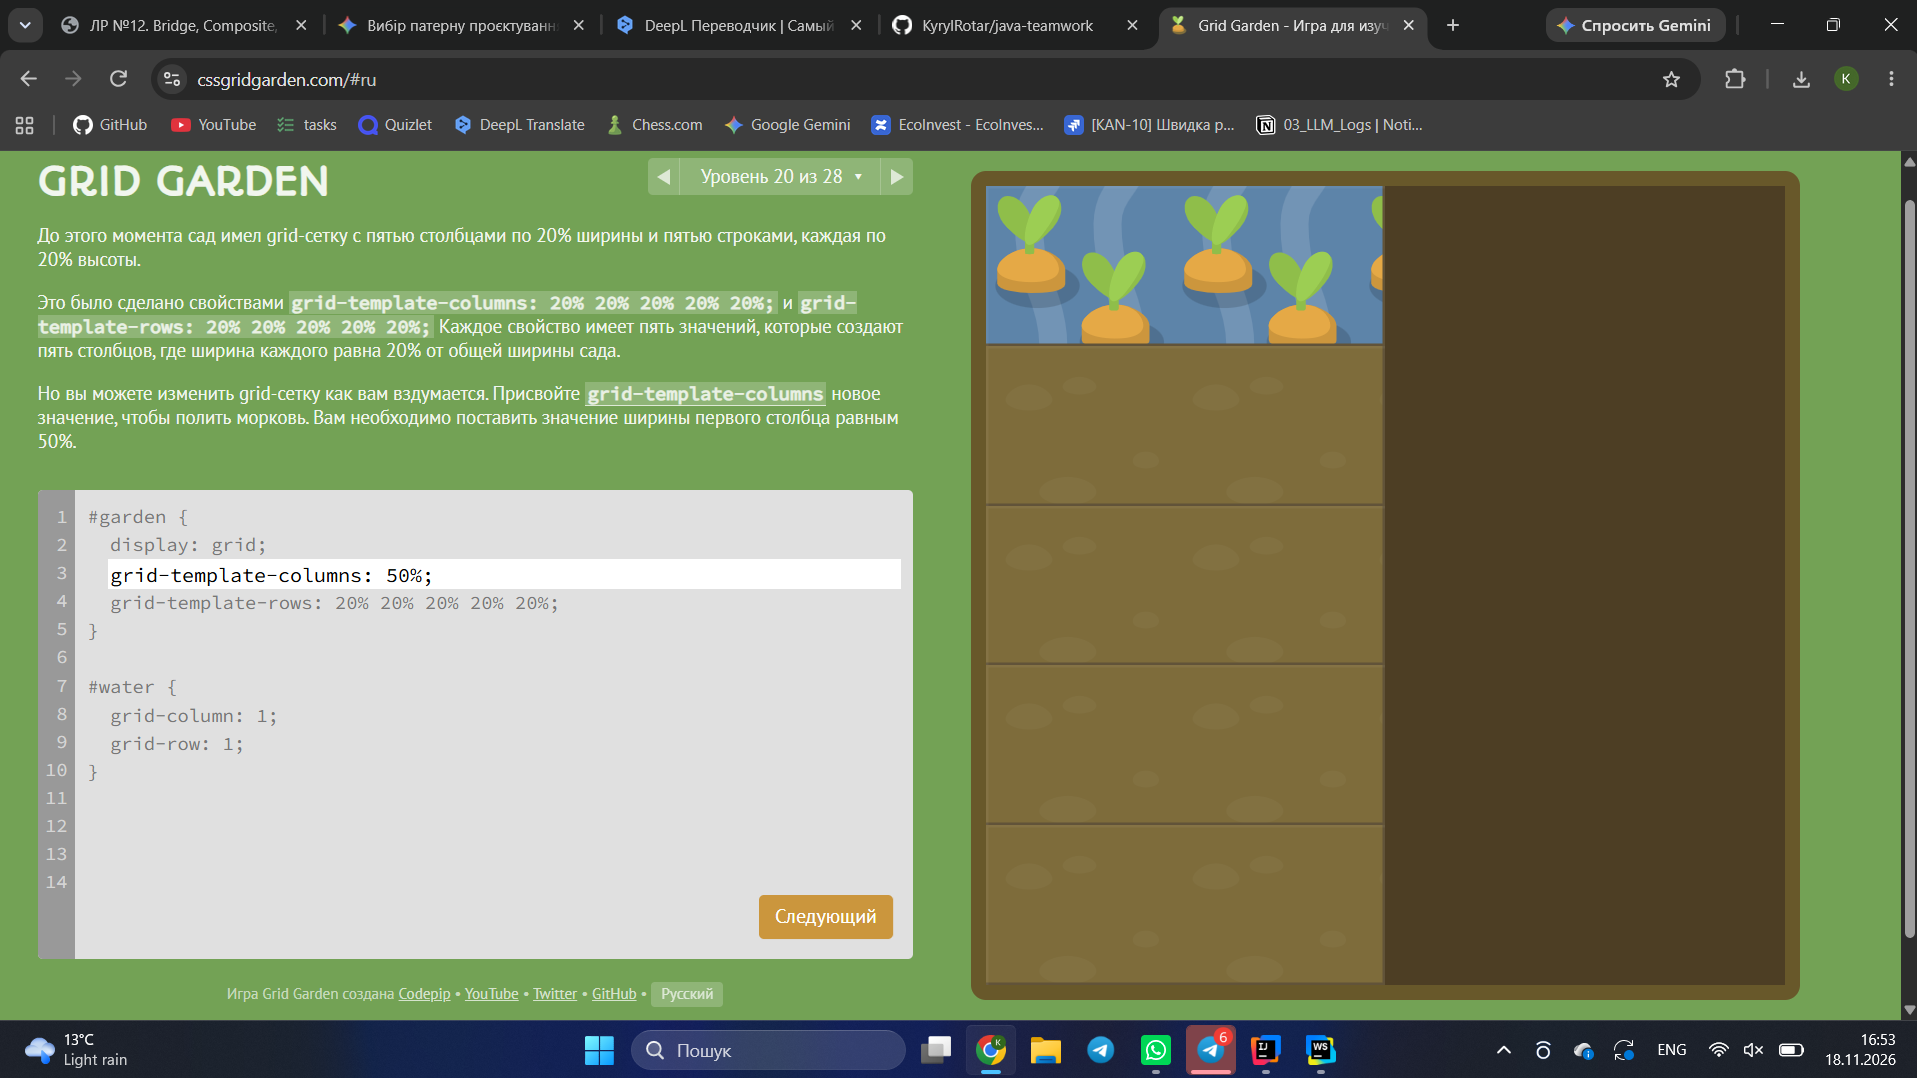 ЛР №12. Bridge, Composite,
Вибір патерну проєктуванн
DeepL Переводчик | Самый
KyrylRotar/java-teamwork
Grid Garden - Игра для изуч
Спросить Gemini
cssgridgarden.com/#ru
K
GitHub
YouTube
tasks
Quizlet
DeepL Translate
Chess.com
Google Gemini
EcoInvest - EcoInves...
[KAN-10] Швидка р...
03_LLM_Logs | Noti...
GRID GARDEN
Уровень 20 из 28
До этого момента сад имел grid-сетку с пятью столбцами по 20% ширины и пятью строками, каждая по
20% высоты.
Это было сделано свойствами grid-template-columns: 20% 20% 20% 20% 20%; и grid-
template-rows: 20% 20% 20% 20% 20%; Каждое свойство имеет пять значений, которые создают
пять столбцов, где ширина каждого равна 20% от общей ширины сада.
Но вы можете изменить grid-сетку как вам вздумается. Присвойте grid-template-columns новое
значение, чтобы полить морковь. Вам необходимо поставить значение ширины первого столбца равным
50%.
1 #garden {
2 display: grid;
3 grid-template-columns: 50%;
4 grid-template-rows: 20% 20% 20% 20% 20%;
5 }
6
7 #water {
8 grid-column: 1;
9 grid-row: 1;
10 }
11
12
13
14
Следующий
Игра Grid Garden создана Codepip • YouTube • Twitter • GitHub • Русский
13°C
Light rain
Пошук
K
6
IJ
WS
ENG
16:53
18.11.2026